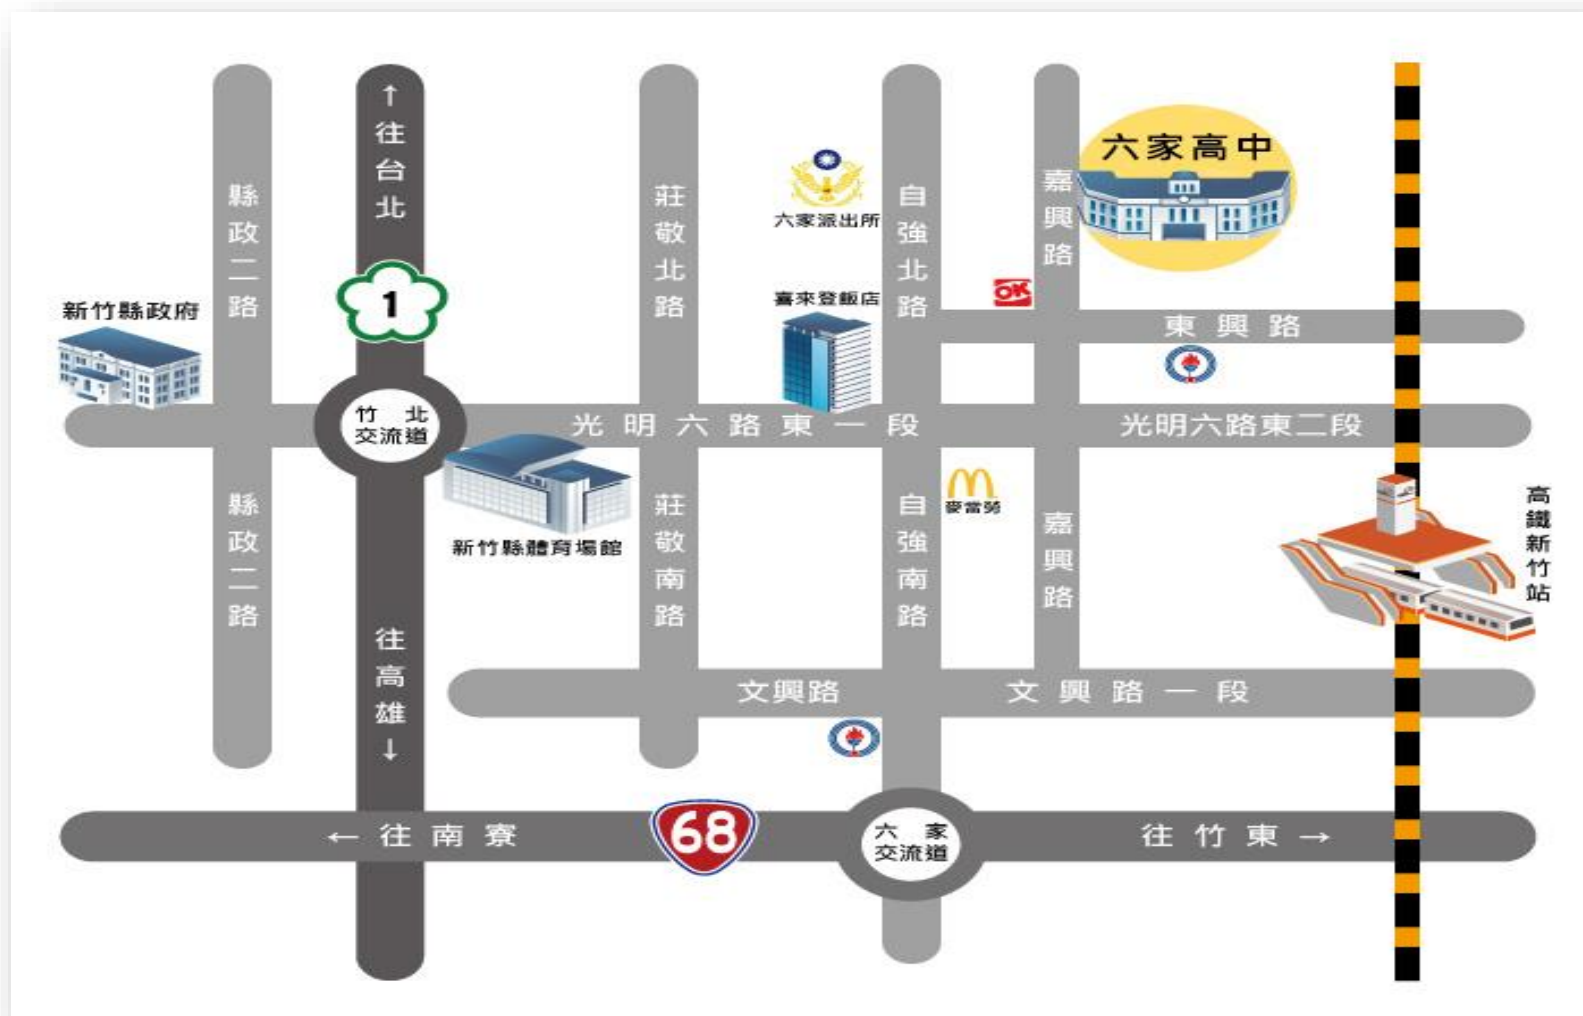 ↑往台北
六家高中
縣政二路
莊敬北路
六家派出所
自強北路
嘉興路
1
新竹縣政府
喜來登飯店
OK
東興路
竹北
交流道
光明六路東一段
光明六路東二段
縣政二路
新竹縣體育場館
莊敬南路
自強南路
麥當勞
嘉興路
高鐵新竹站
往高雄↓
文興路
文興路一段
←往南寮
68
六家
交流道
往竹東→